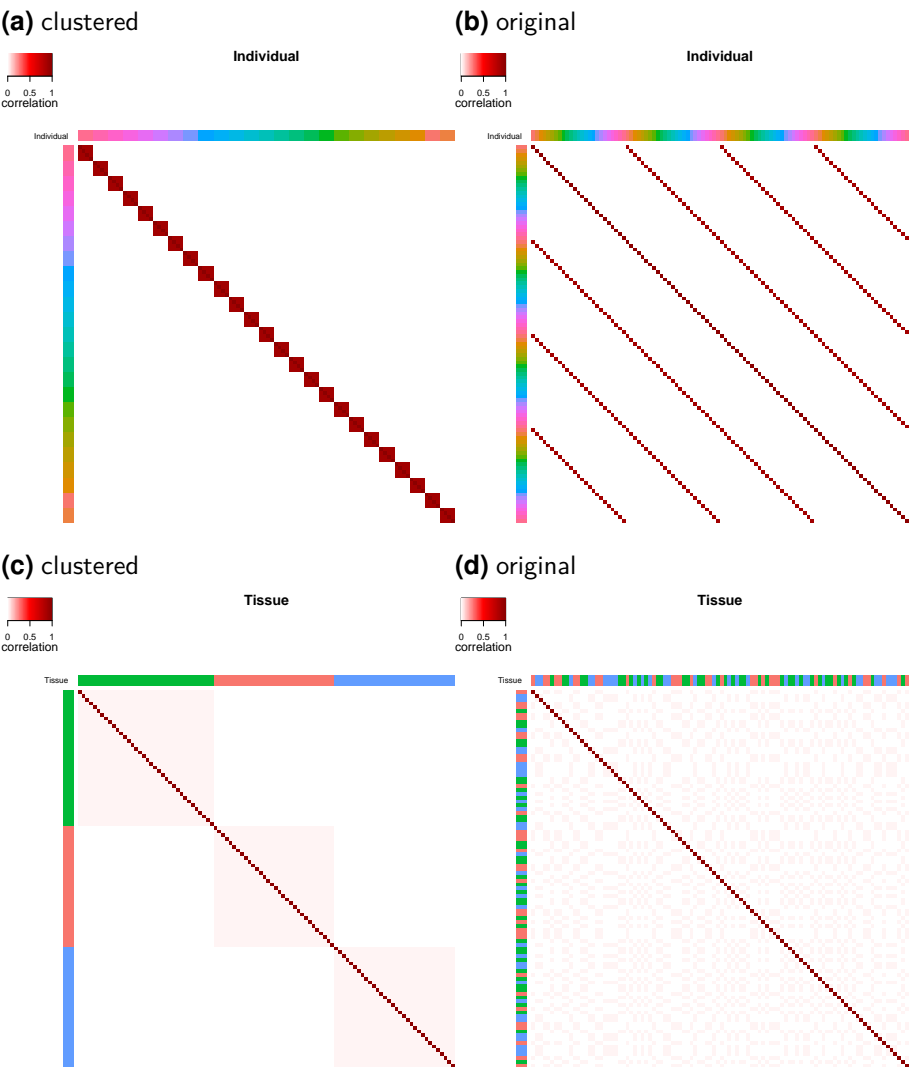 (a) clustered
(b) original
Individual
Individual
0 0.5 1
correlation
0 0.5 1
correlation
Individual
Individual
(c) clustered
(d) original
Tissue
Tissue
0 0.5 1
correlation
0 0.5 1
correlation
Tissue
Tissue